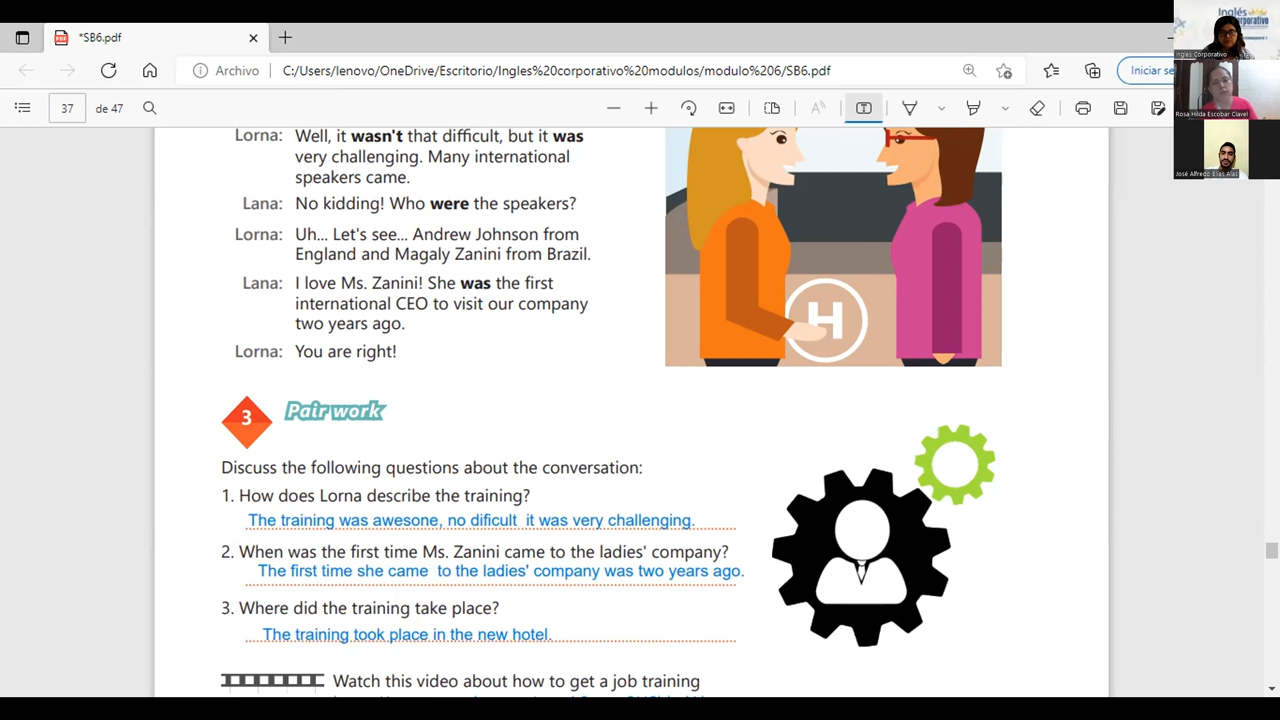 *SB6.pdf
Archivo
C:/Users/lenovo/OneDrive/Escritorio/Ingles%20corporativo%20modulos/modulo%206/SB6.pdf
Iniciar se
37 de 47
Inglés
corporativo
Inglés Corporativo
Rosa Hilda Escobar Clavel
José Alfredo Elías Alas
Lorna: Well, it wasn't that difficult, but it was
very challenging. Many international
speakers came.
Lana: No kidding! Who were the speakers?
Lorna: Uh... Let's see... Andrew Johnson from
England and Magaly Zanini from Brazil.
Lana: I love Ms. Zanini! She was the first
international CEO to visit our company
two years ago.
Lorna: You are right!
H
3 Pair work
Discuss the following questions about the conversation:
1. How does Lorna describe the training?
The training was awesone, no dificult it was very challenging.
2. When was the first time Ms. Zanini came to the ladies' company?
The first time she came to the ladies' company was two years ago.
3. Where did the training take place?
The training took place in the new hotel.
Watch this video about how to get a job training